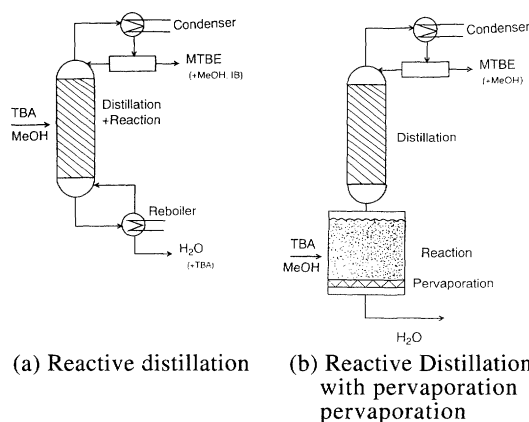 Condenser
MTBE
(+MeOH, IB)
Distillation
+Reaction
TBA
MeOH
Reboiler
H₂O
(+TBA)
(a) Reactive distillation
Condenser
MTBE
(+MeOH)
Distillation
TBA
MeOH
Reaction
Pervaporation
H₂O
(b) Reactive Distillation
with pervaporation
pervaporation